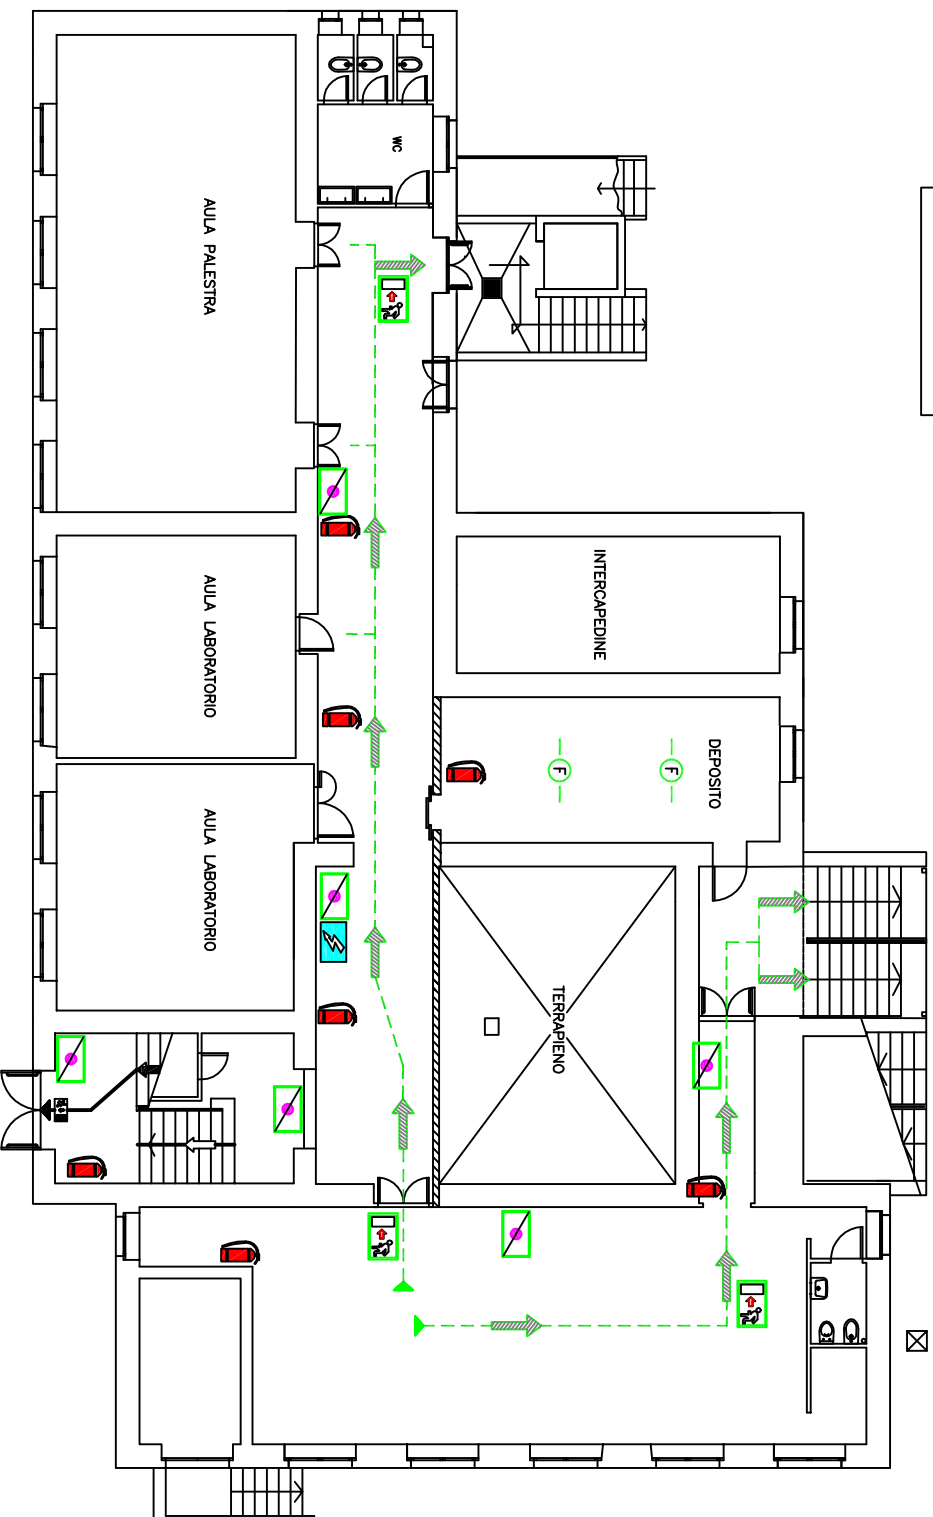 WC
AULA PALESTRA
INTERCAPEDINE
AULA LABORATORIO
DEPOSITO
F
F
AULA LABORATORIO
TERRAPIENO